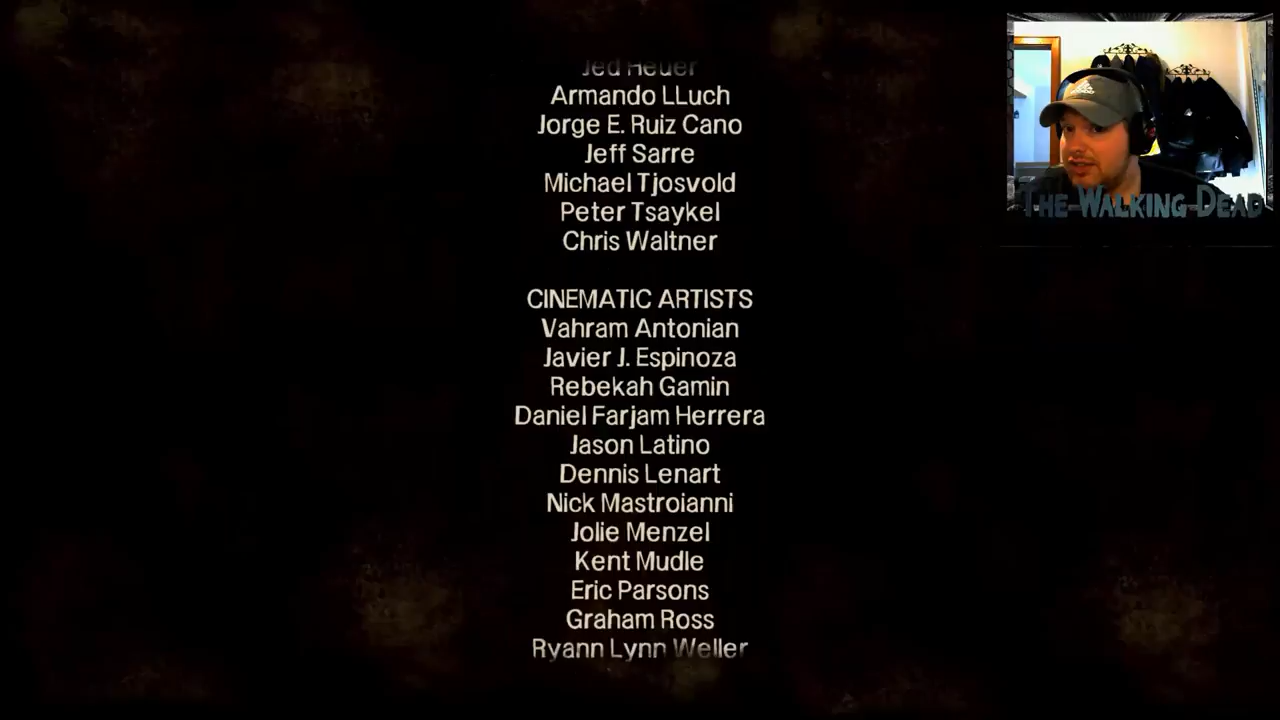 Jed Heuer
Armando LLuch
Jorge E. Ruiz Cano
Jeff Sarre
Michael Tjosvold
Peter Tsaykel
Chris Waltner
CINEMATIC ARTISTS
Vahram Antonian
Javier J. Espinoza
Rebekah Gamin
Daniel Farjam Herrera
Jason Latino
Dennis Lenart
Nick Mastroianni
Jolie Menzel
Kent Mudle
Eric Parsons
Graham Ross
Ryann Lynn Weller
THE WALKING DEAD